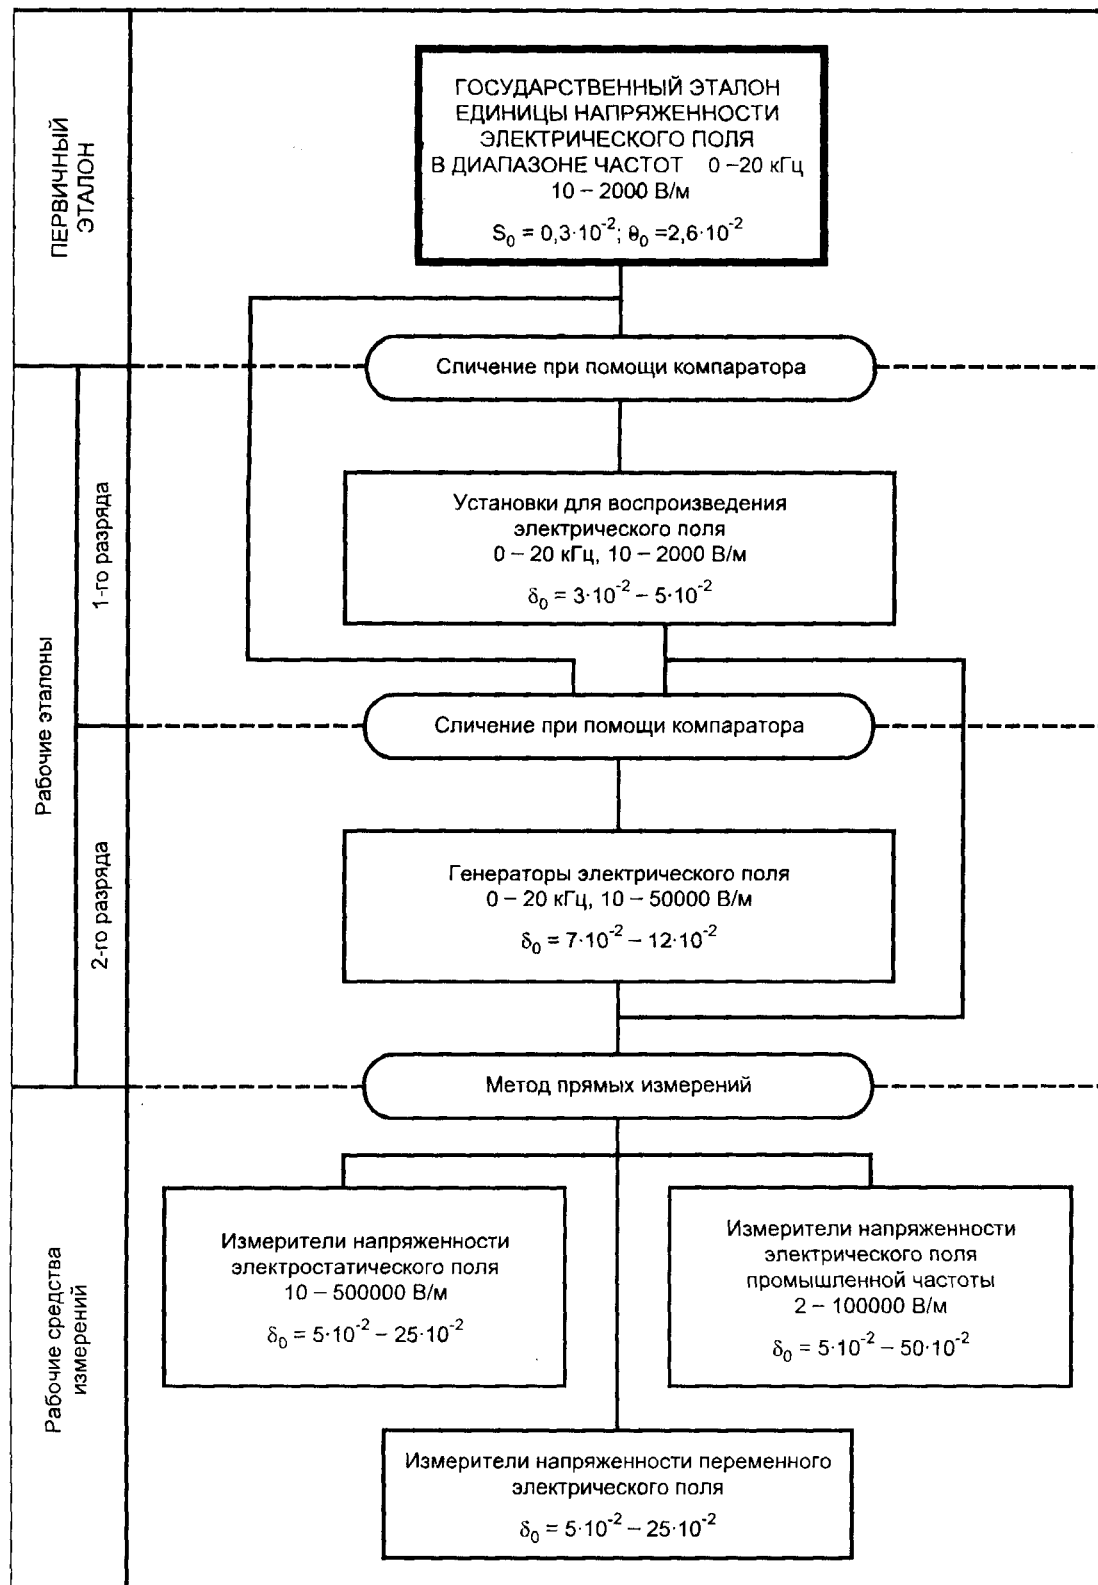 ПЕРВИЧНЫЙ
ЭТАЛОН
ГОСУДАРСТВЕННЫЙ ЭТАЛОН
ЕДИНИЦЫ НАПРЯЖЕННОСТИ
ЭЛЕКТРИЧЕСКОГО ПОЛЯ
В ДИАПАЗОНЕ ЧАСТОТ 0 – 20 кГц
10 – 2000 В/м
S₀ = 0,3·10⁻²; θ₀ =2,6·10⁻²
Сличение при помощи компаратора
Рабочие эталоны
1-го разряда
Установки для воспроизведения
электрического поля
0 – 20 кГц, 10 – 2000 В/м
δ₀ = 3·10⁻² – 5·10⁻²
Сличение при помощи компаратора
2-го разряда
Генераторы электрического поля
0 – 20 кГц, 10 – 50000 В/м
δ₀ = 7·10⁻² – 12·10⁻²
Метод прямых измерений
Рабочие средства
измерений
Измерители напряженности
электростатического поля
10 – 500000 В/м
δ₀ = 5·10⁻² – 25·10⁻²
Измерители напряженности
электрического поля
промышленной частоты
2 – 100000 В/м
δ₀ = 5·10⁻² – 50·10⁻²
Измерители напряженности переменного
электрического поля
δ₀ = 5·10⁻² – 25·10⁻²